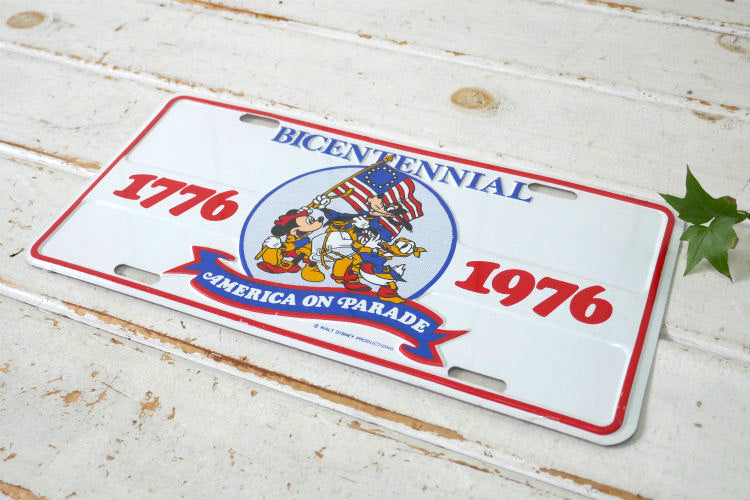 BICENTENNIAL
1776
1976
AMERICA ON PARADE
© WALT DISNEY PRODUCTIONS